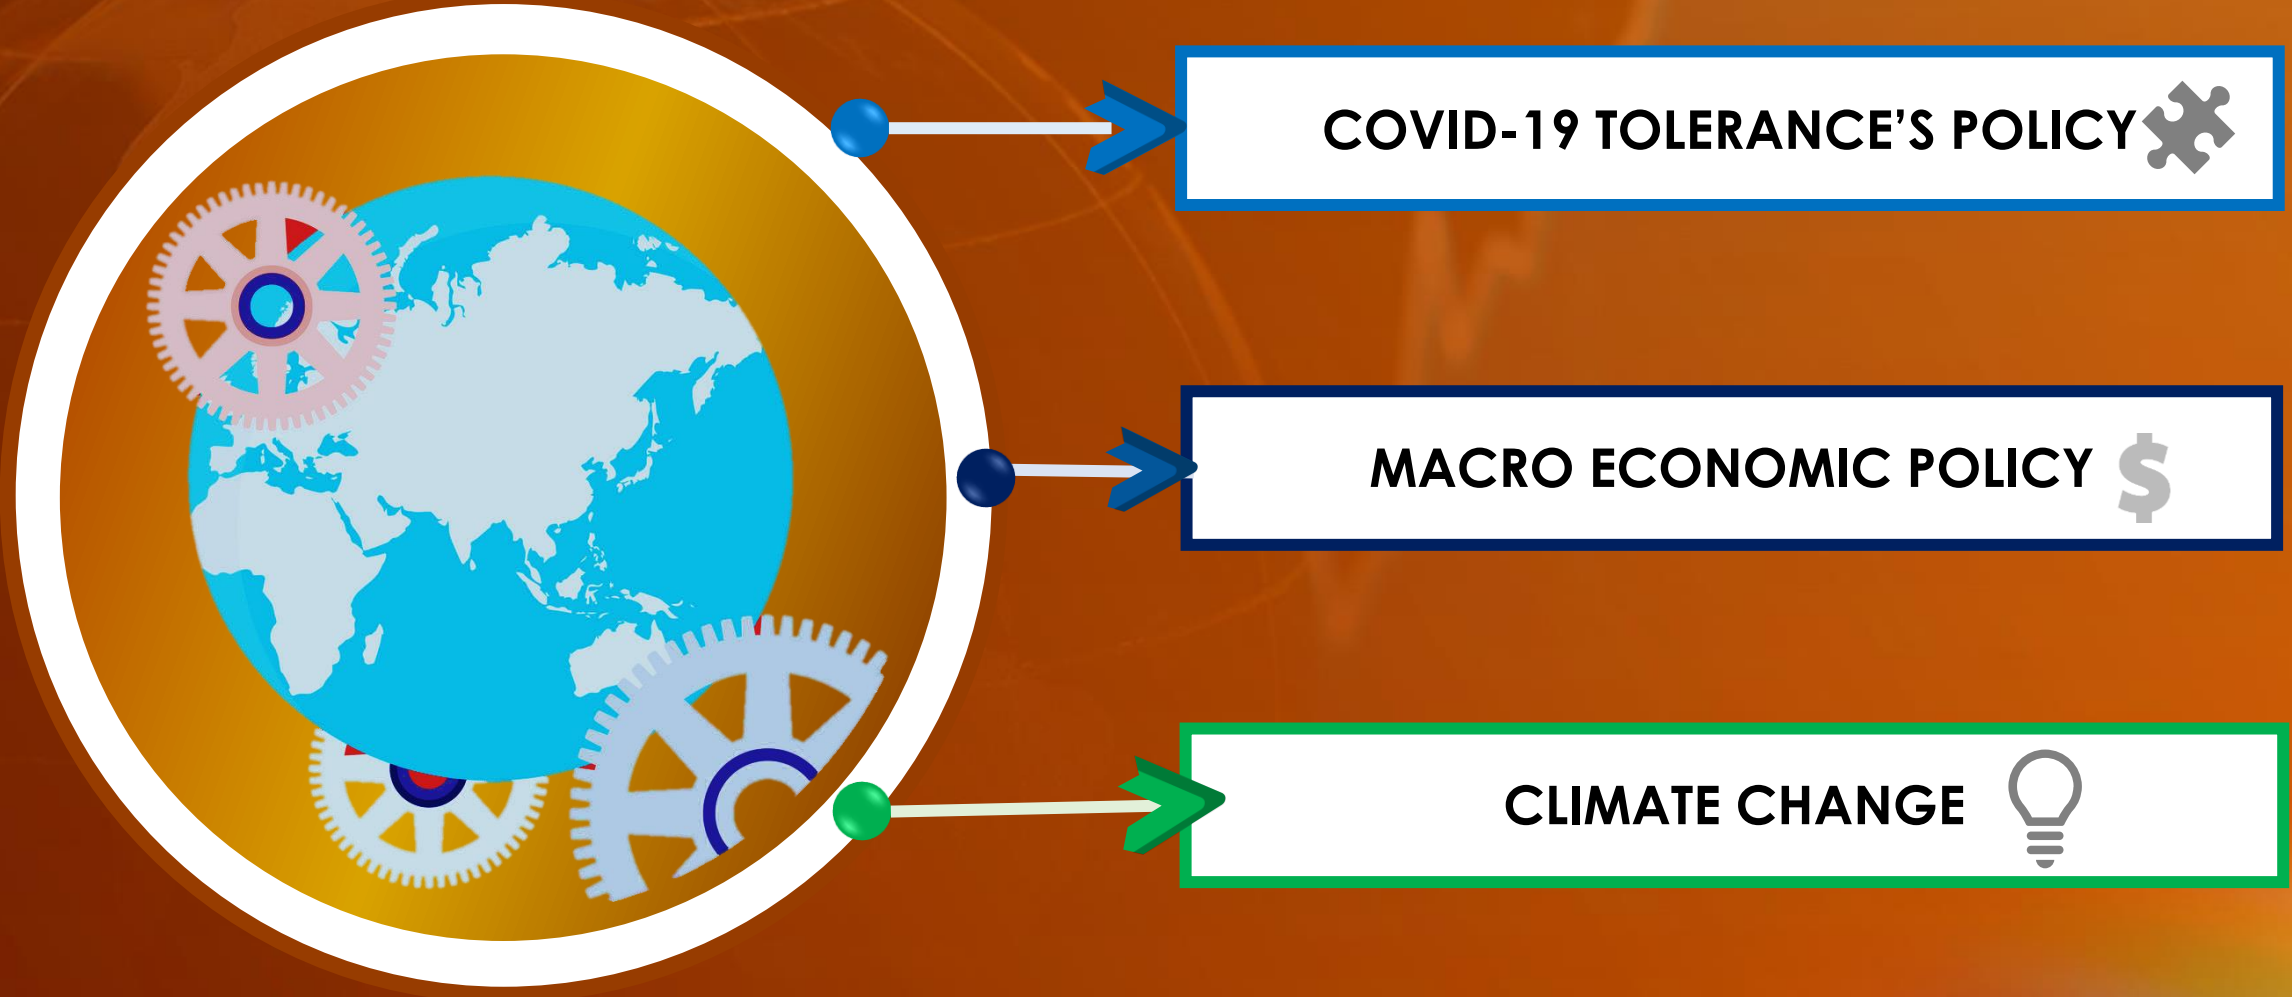 COVID-19 TOLERANCE’S POLICY
MACRO ECONOMIC POLICY
$
CLIMATE CHANGE